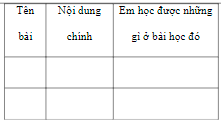 Tên Nội dung Em học được những
bài chính gì ở bài học đó